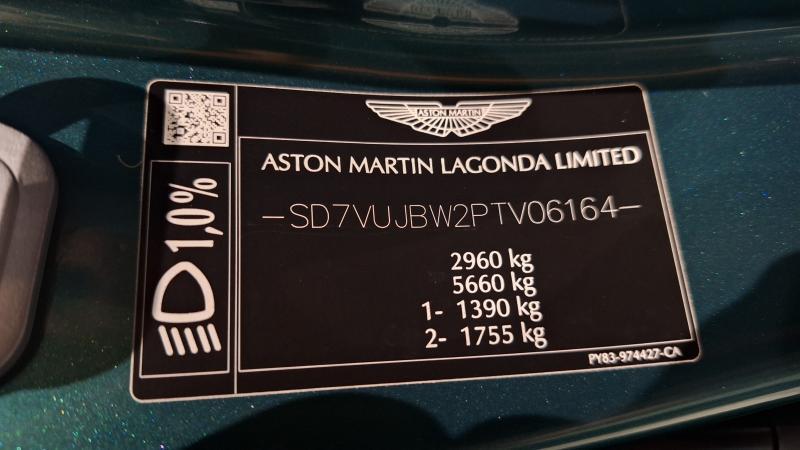 ASTON MARTIN
ASTON MARTIN LAGONDA LIMITED
-SD7VUJBW2PTV06164-
2960 kg
5660 kg
1- 1390 kg
2- 1755 kg
PY83-974427-CA
1,0%